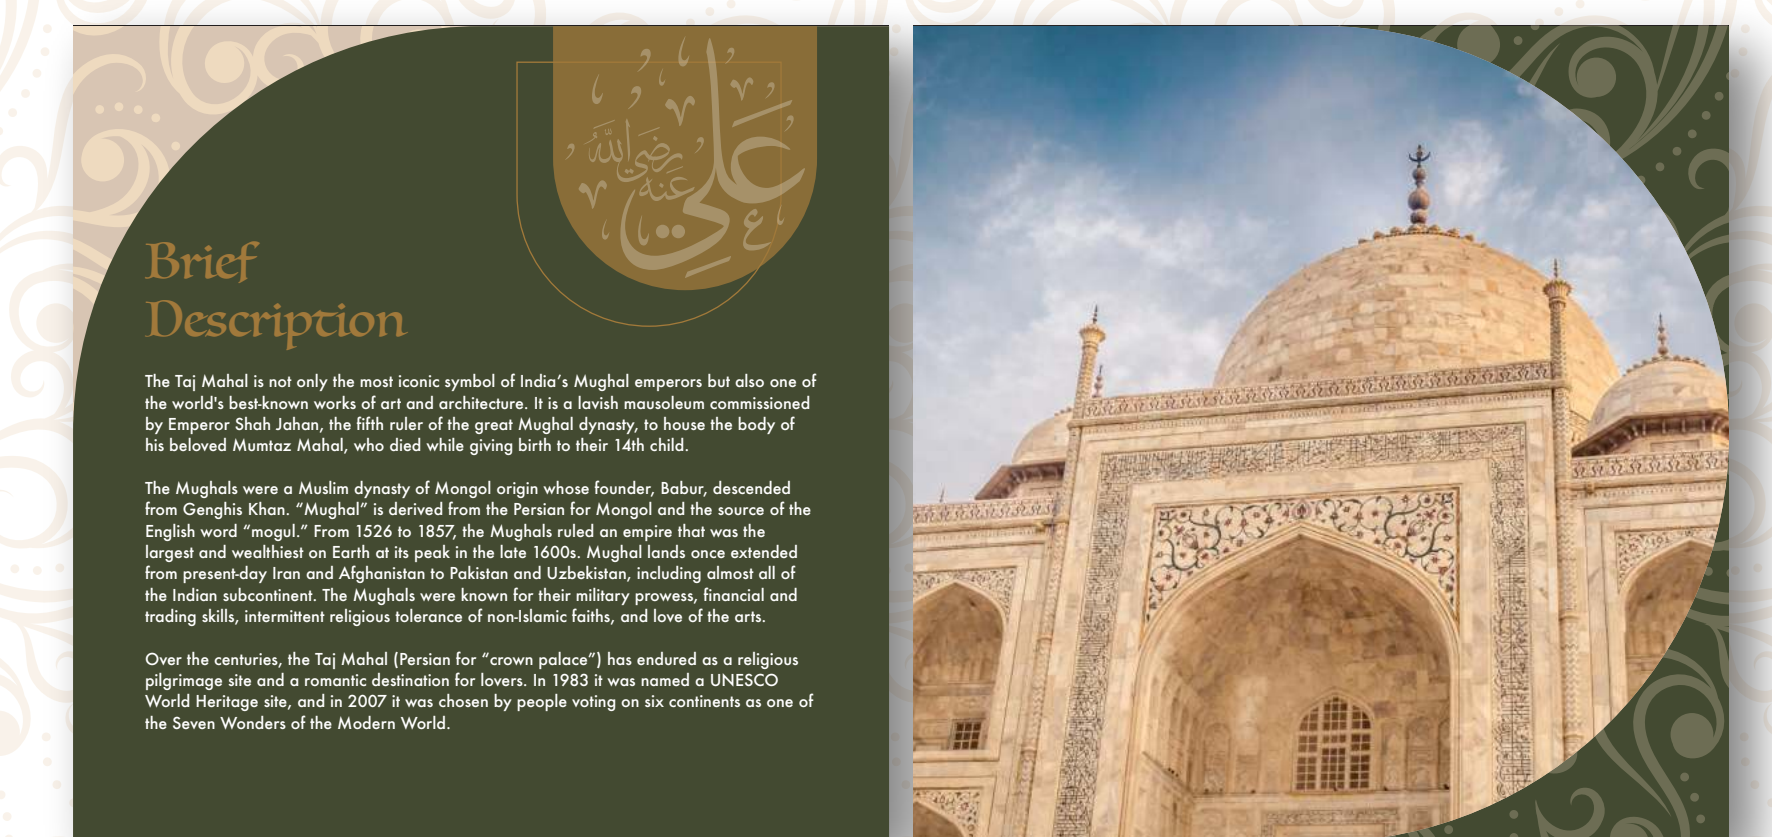 علي
رضي الله
عنه
Brief
Description
The Taj Mahal is not only the most iconic symbol of India’s Mughal emperors but also one of
the world's best-known works of art and architecture. It is a lavish mausoleum commissioned
by Emperor Shah Jahan, the fifth ruler of the great Mughal dynasty, to house the body of
his beloved Mumtaz Mahal, who died while giving birth to their 14th child.
The Mughals were a Muslim dynasty of Mongol origin whose founder, Babur, descended
from Genghis Khan. “Mughal” is derived from the Persian for Mongol and the source of the
English word “mogul.” From 1526 to 1857, the Mughals ruled an empire that was the
largest and wealthiest on Earth at its peak in the late 1600s. Mughal lands once extended
from present-day Iran and Afghanistan to Pakistan and Uzbekistan, including almost all of
the Indian subcontinent. The Mughals were known for their military prowess, financial and
trading skills, intermittent religious tolerance of non-Islamic faiths, and love of the arts.
Over the centuries, the Taj Mahal (Persian for “crown palace”) has endured as a religious
pilgrimage site and a romantic destination for lovers. In 1983 it was named a UNESCO
World Heritage site, and in 2007 it was chosen by people voting on six continents as one of
the Seven Wonders of the Modern World.